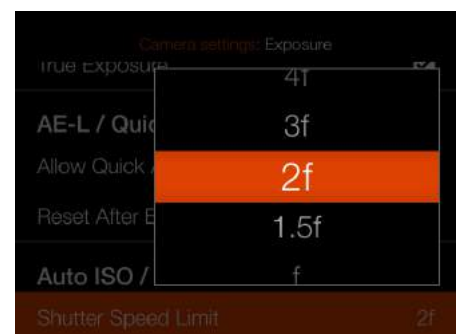 Camera settings: Exposure
True Exposure
4f
AE-L / Quic
3f
Allow Quick
2f
Reset After E
1.5f
Auto ISO /
f
Shutter Speed Limit 2f